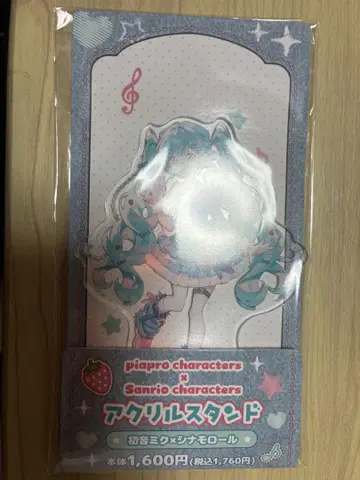 piapro characters
×
Sanrio characters
アクリルスタンド
初音ミク×シナモロール
本体1,600円(税込1,760円)